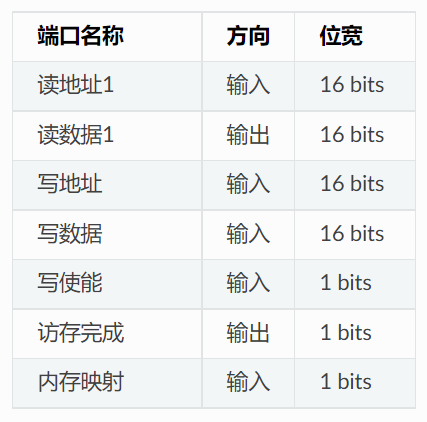 端口名称 方向 位宽
读地址1 输入 16 bits
读数据1 输出 16 bits
写地址 输入 16 bits
写数据 输入 16 bits
写使能 输入 1 bits
访存完成 输出 1 bits
内存映射 输入 1 bits